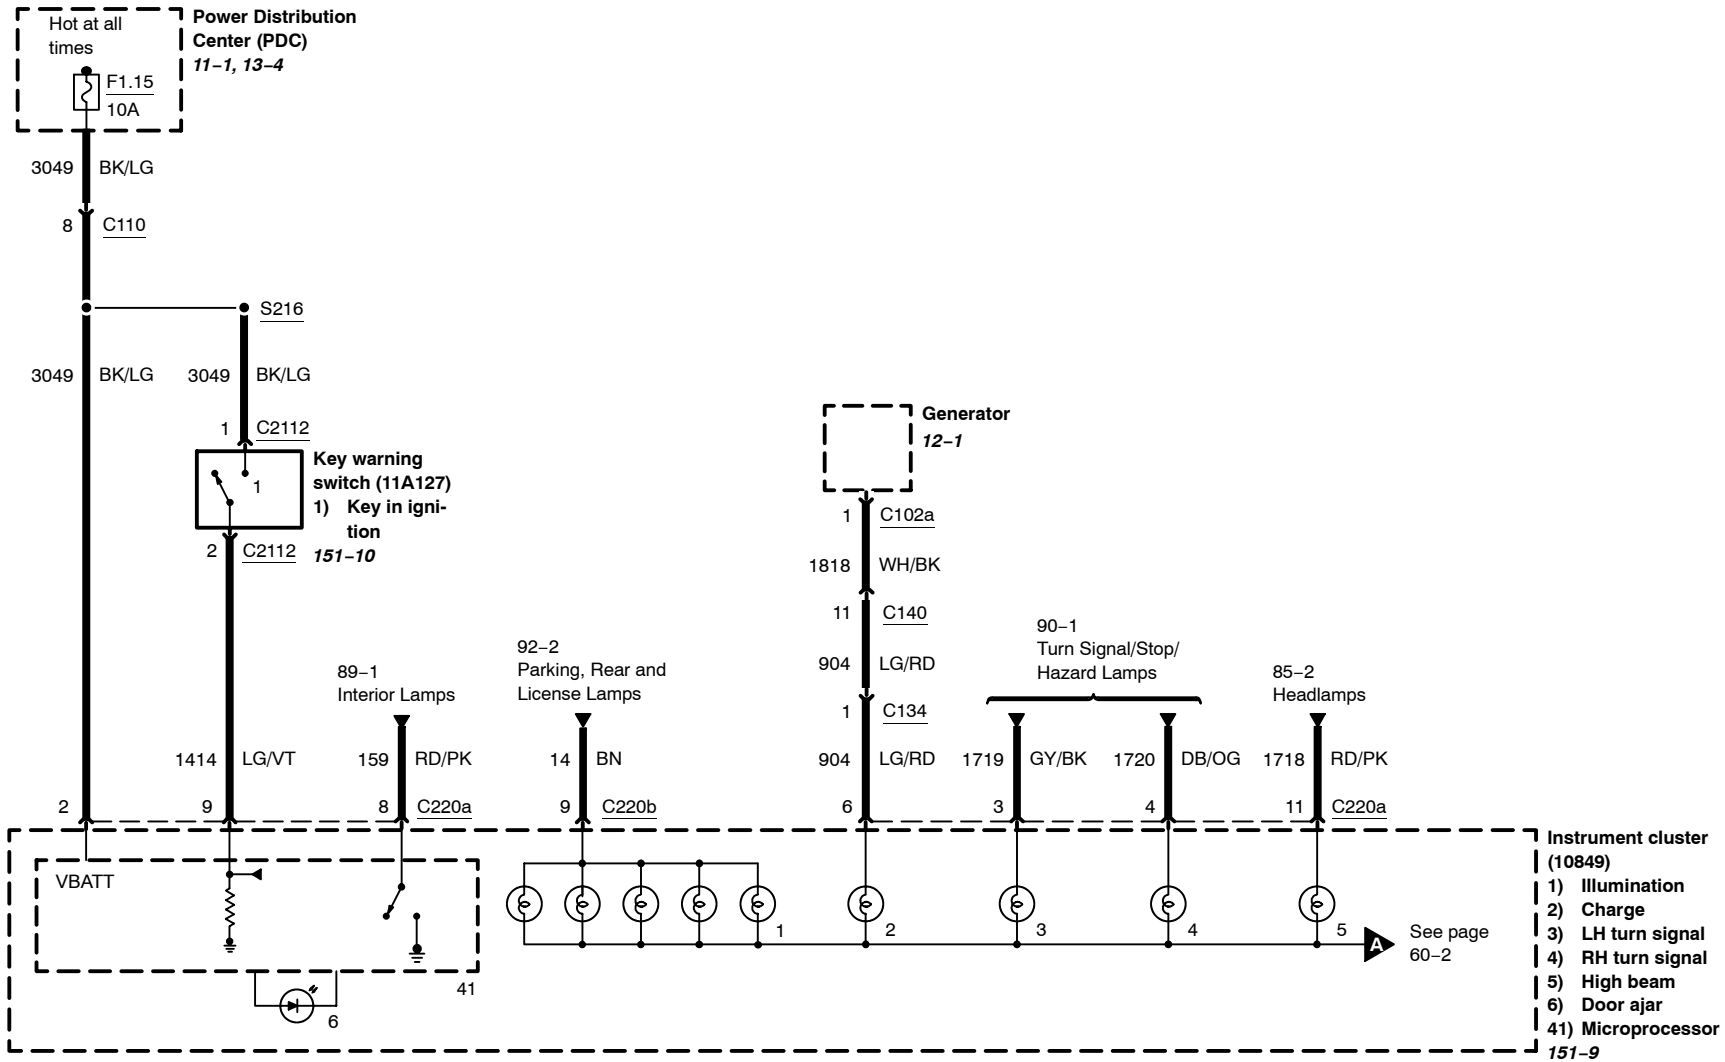 Hot at all
times
F1.15
10A
Power Distribution
Center (PDC)
11−1, 13−4
3049 BK/LG
8 C110
S216
3049 BK/LG 3049 BK/LG
1 C2112
1
Key warning
switch (11A127)
1) Key in igni-
tion
151−10
2 C2112
Generator
12−1
1 C102a
1818 WH/BK
11 C140
904 LG/RD
1 C134
89−1
Interior Lamps
92−2
Parking, Rear and
License Lamps
90−1
Turn Signal/Stop/
Hazard Lamps
85−2
Headlamps
1414 LG/VT 159 RD/PK 14 BN 904 LG/RD 1719 GY/BK 1720 DB/OG 1718 RD/PK
2 9 8 C220a 9 C220b 6 3 4 11 C220a
VBATT
1 2 3 4 5 A
See page
60−2
41
6
Instrument cluster
(10849)
1) Illumination
2) Charge
3) LH turn signal
4) RH turn signal
5) High beam
6) Door ajar
41) Microprocessor
151−9